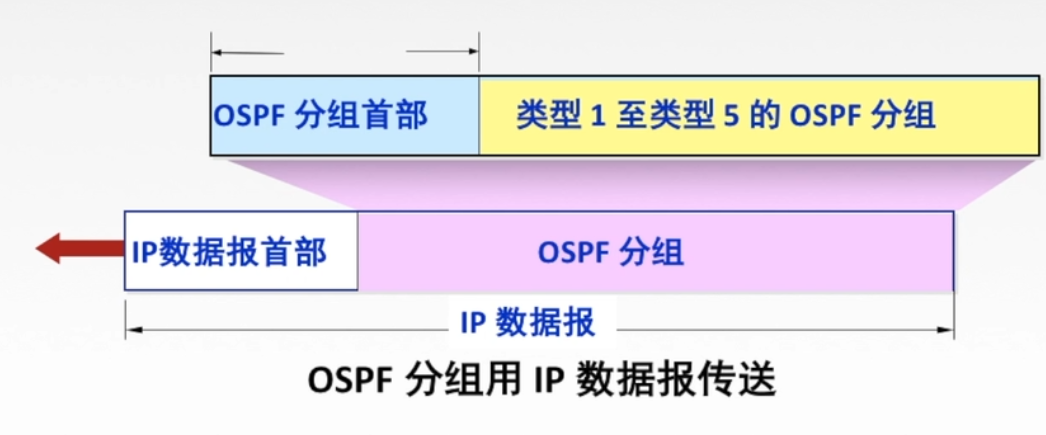 OSPF 分组首部
类型 1 至类型 5 的 OSPF 分组
IP数据报首部
OSPF 分组
IP 数据报
OSPF 分组用 IP 数据报传送